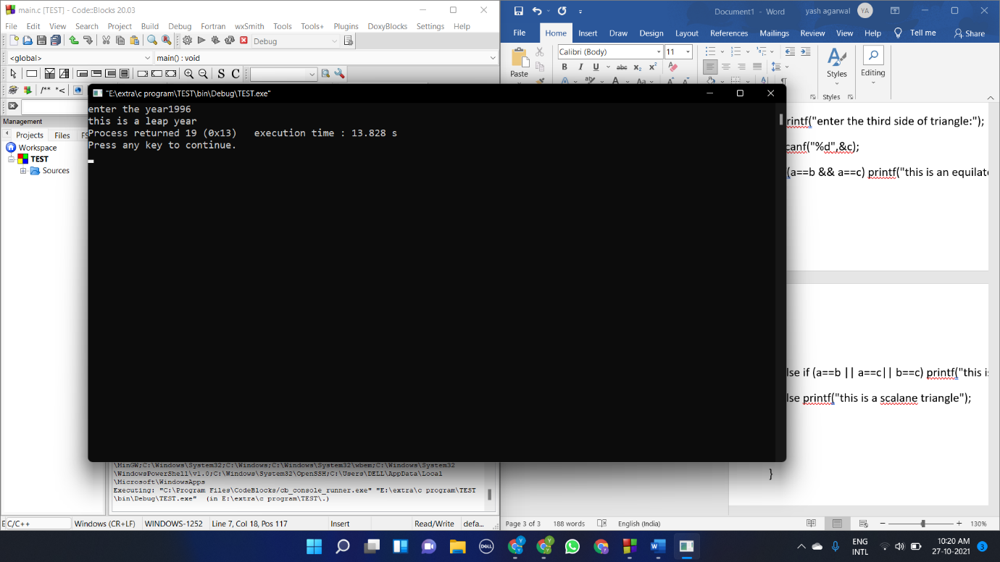 main.c [TEST] - Code::Blocks 20.03
File Edit View Search Project Build Debug Fortran wxSmith Tools Tools+ Plugins DoxyBlocks Settings Help
Debug
<global> main() : void
S C
/** *<
Management
Projects Files FS
Workspace
TEST
Sources
"E:\extra\c program\TEST\bin\Debug\TEST.exe"
enter the year1996
this is a leap year
Process returned 19 (0x13)   execution time : 13.828 s
Press any key to continue.
\MinGW;C:\Windows\System32;C:\Windows;C:\Windows\System32\wbem;C:\Windows\System32
\WindowsPowerShell\v1.0;C:\Windows\System32\OpenSSH;C:\Users\DELL\AppData\Local
\Microsoft\WindowsApps
Executing: "C:\Program Files\CodeBlocks/cb_console_runner.exe" "E:\extra\c program\TEST
\bin\Debug\TEST.exe"  (in E:\extra\c program\TEST\.)
C/C++ Windows (CR+LF) WINDOWS-1252 Line 7, Col 18, Pos 117 Insert Read/Write defa...
Document1 - Word yash agarwal YA
File Home Insert Draw Design Layout References Mailings Review View Help Tell me Share
Paste
Calibri (Body) 11
B I U abc x₂ x²
Styles
Editing
Styles
rintf("enter the third side of triangle:");
canf("%d",&c);
(a==b && a==c) printf("this is an equilate
lse if (a==b || a==c|| b==c) printf("this i
lse printf("this is a scalane triangle");
}
Page 3 of 3 188 words English (India) 130%
DELL
ENG
INTL
10:20 AM
27-10-2021
3